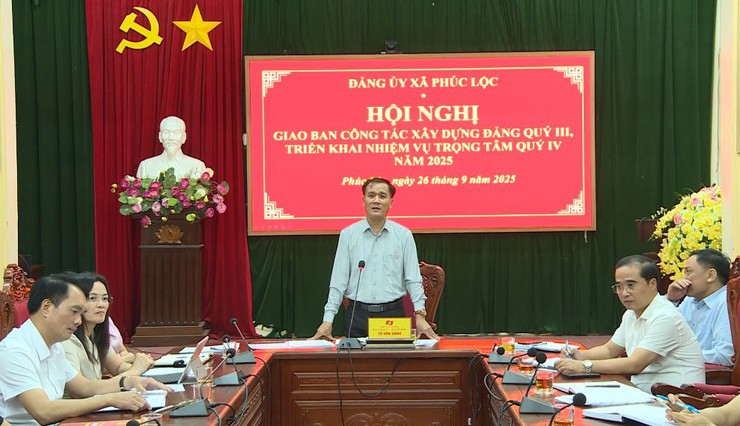 ĐẢNG ỦY XÃ PHÚC LỘC
HỘI NGHỊ
GIAO BAN CÔNG TÁC XÂY DỰNG ĐẢNG QUÝ III,
TRIỂN KHAI NHIỆM VỤ TRỌNG TÂM QUÝ IV
NĂM 2025
ngày 26 tháng 9 năm 2025